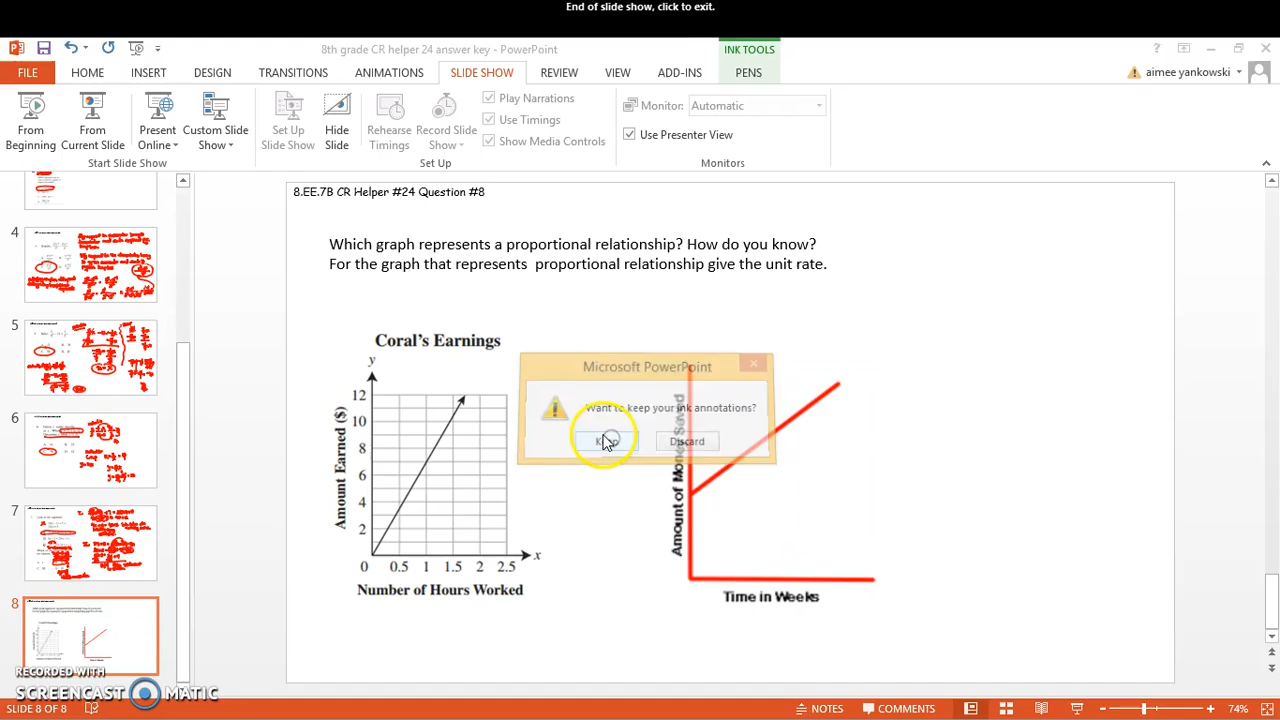 End of slide show, click to exit.
8th grade CR helper 24 answer key - PowerPoint
INK TOOLS
FILE HOME INSERT DESIGN TRANSITIONS ANIMATIONS SLIDE SHOW REVIEW VIEW ADD-INS PENS
aimee yankowski
From Beginning
From Current Slide
Present Online
Custom Slide Show
Set Up Slide Show
Hide Slide
Rehearse Timings
Record Slide Show
Play Narrations
Use Timings
Show Media Controls
Monitor: Automatic
Use Presenter View
Start Slide Show
Set Up
Monitors
4
5
6
7
8
8.EE.7B CR Helper #24 Question #8
Which graph represents a proportional relationship? How do you know?
For the graph that represents proportional relationship give the unit rate.
Coral's Earnings
y
12
10
8
6
4
2
0 0.5 1 1.5 2 2.5 x
Amount Earned ($)
Number of Hours Worked
Microsoft PowerPoint
Want to keep your ink annotations?
Keep
Discard
Amount of Money Saved
Time in Weeks
RECORDED WITH
SCREENCAST MATIC
SLIDE 8 OF 8
NOTES
COMMENTS
74%